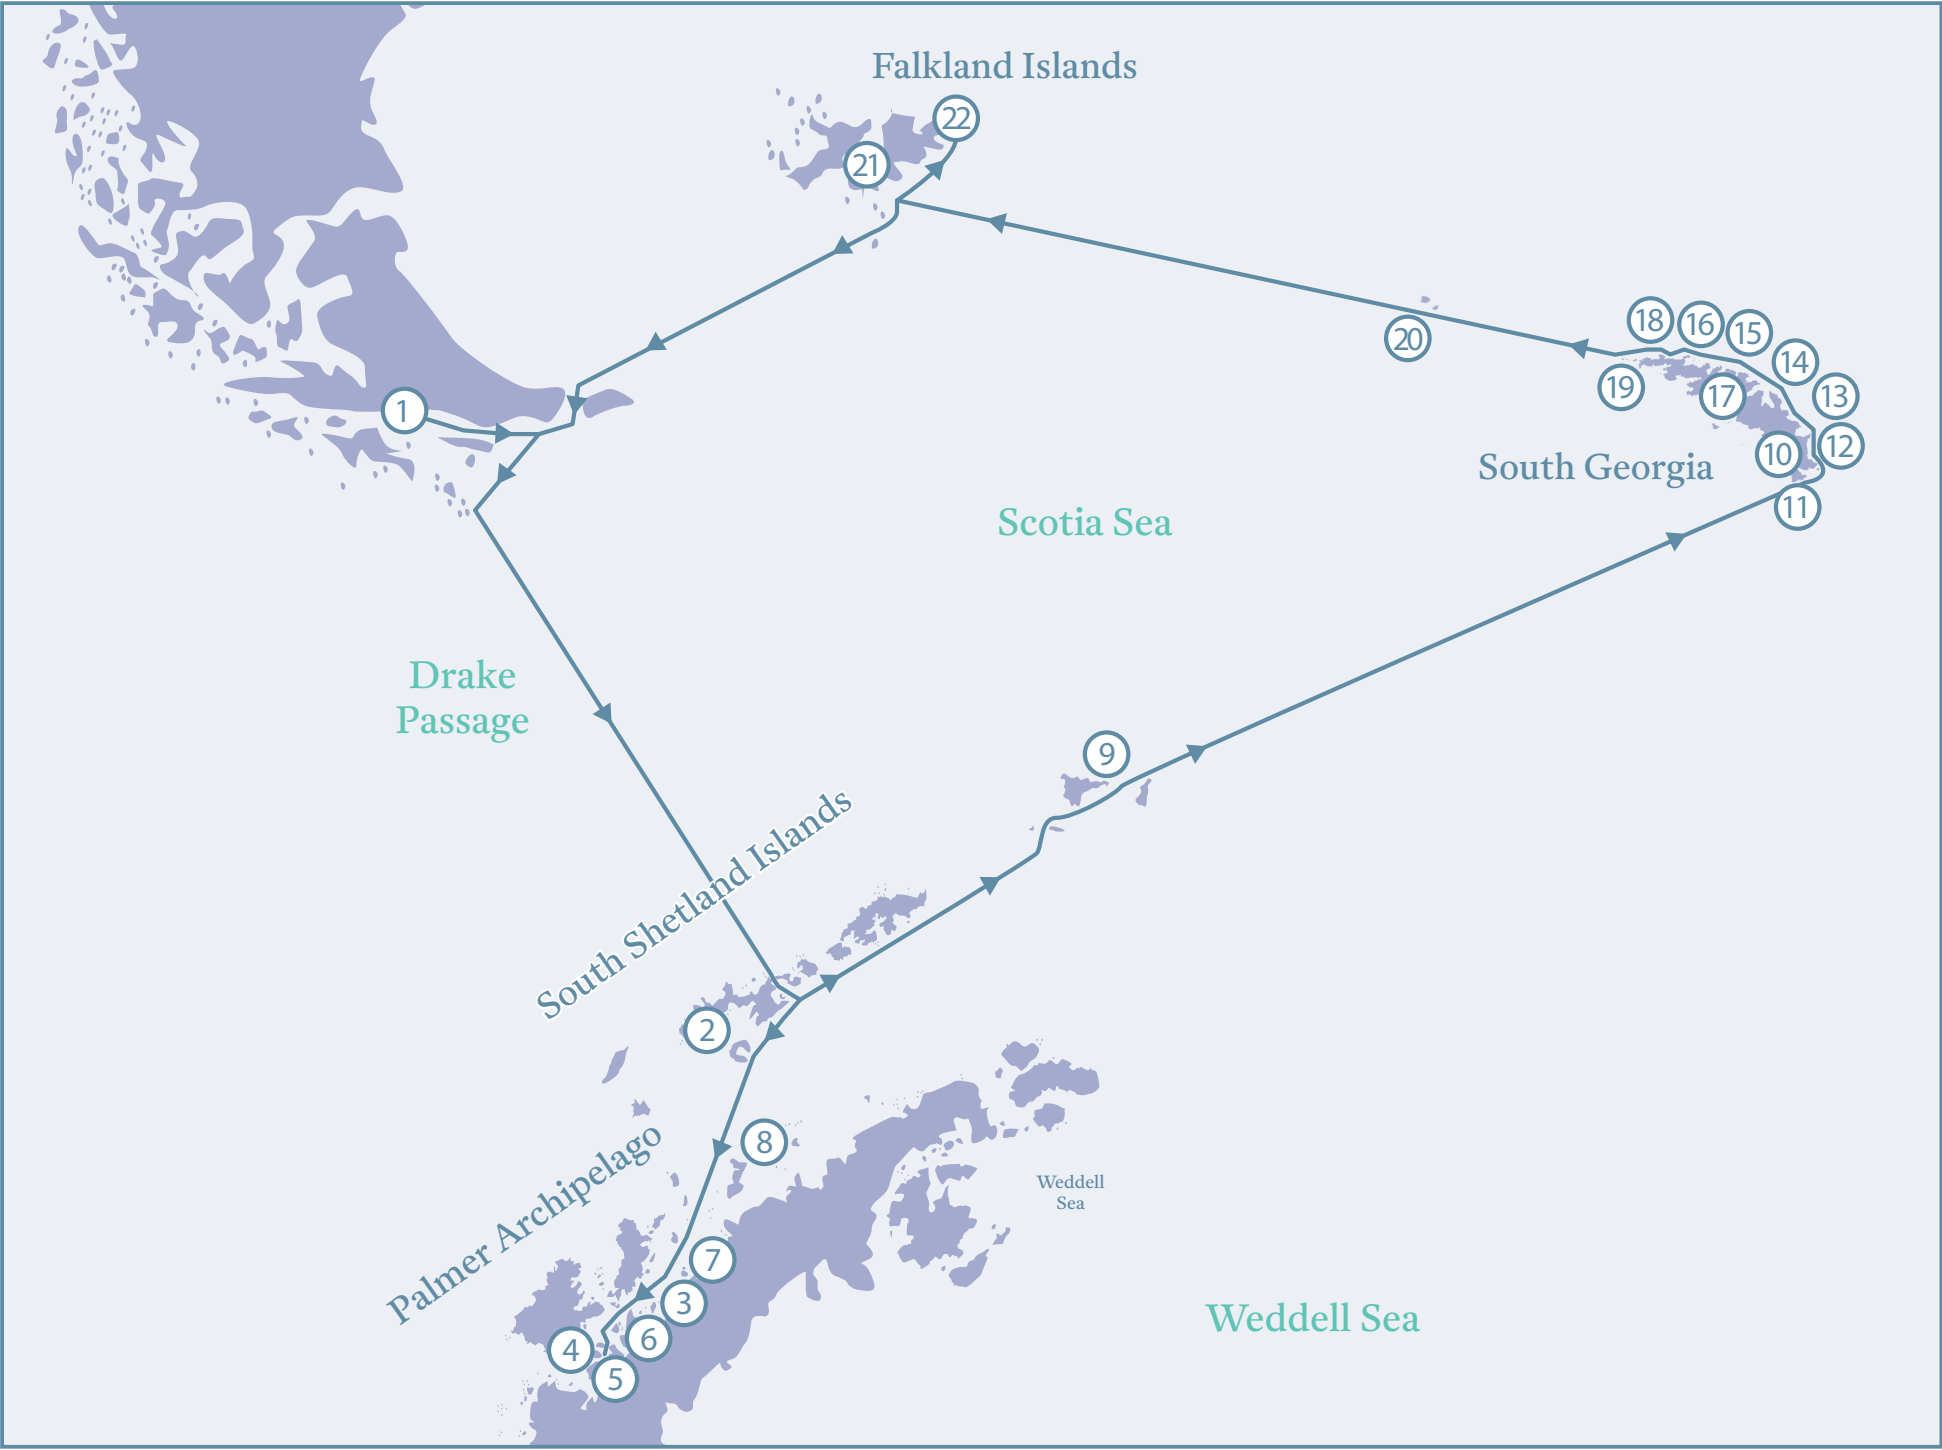 Falkland Islands
22
21
18
16
15
20
14
19
17
13
1
12
10
South Georgia
11
Scotia Sea
Drake
Passage
9
South Shetland Islands
2
8
Weddell
Sea
Palmer Archipelago
7
3
Weddell Sea
6
4
5